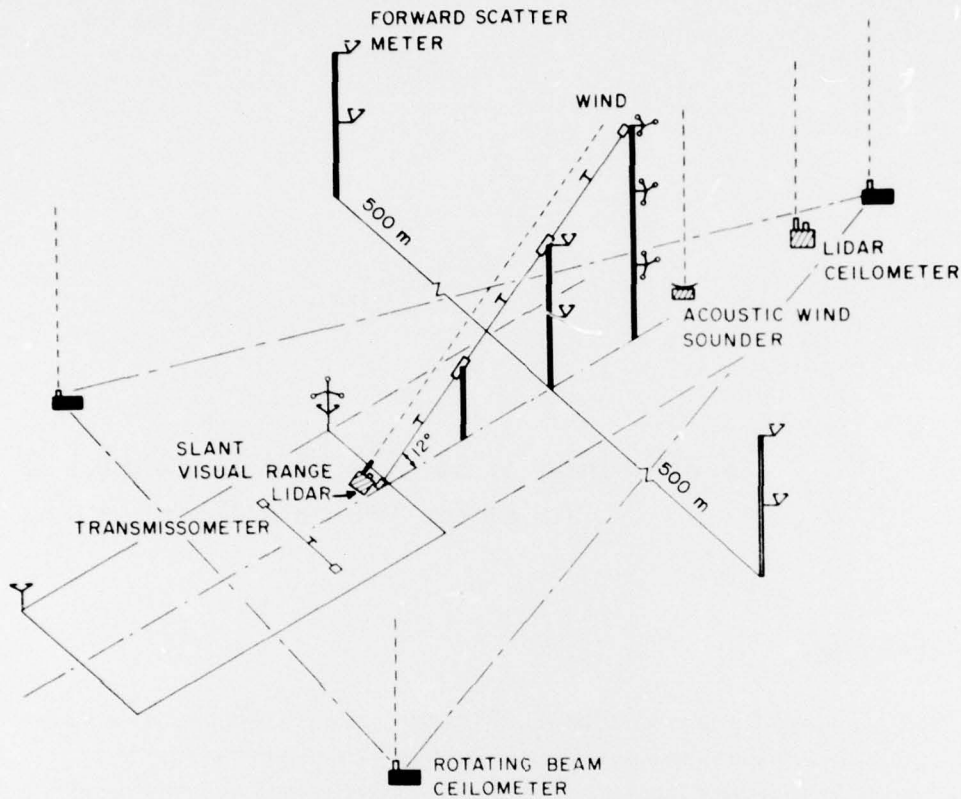 FORWARD SCATTER
METER
WIND
500 m
LIDAR
CEILOMETER
ACOUSTIC WIND
SOUNDER
12°
SLANT
VISUAL RANGE
LIDAR
500 m
TRANSMISSOMETER
ROTATING BEAM
CEILOMETER